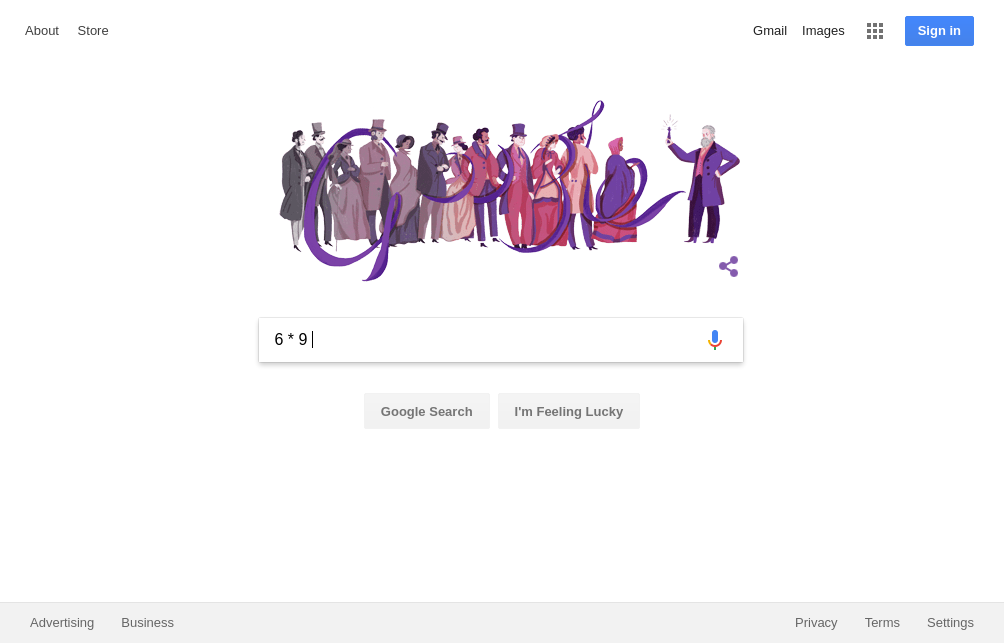 About Store Gmail Images Sign in
6 * 9
Google Search I'm Feeling Lucky
Advertising Business Privacy Terms Settings